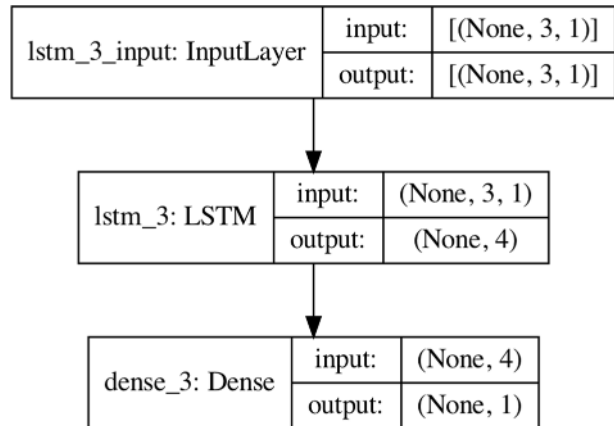 lstm_3_input: InputLayer
input: [(None, 3, 1)]
output: [(None, 3, 1)]
lstm_3: LSTM
input: (None, 3, 1)
output: (None, 4)
dense_3: Dense
input: (None, 4)
output: (None, 1)